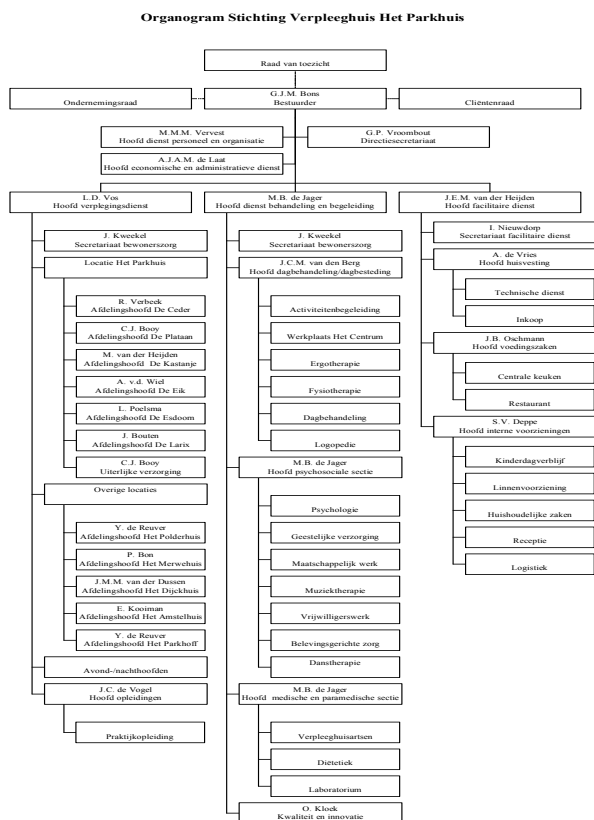 Organogram Stichting Verpleeghuis Het Parkhuis
Raad van toezicht
Ondernemingsraad
G.J.M. Bons
Bestuurder
Cliëntenraad
M.M.M. Vervest
Hoofd dienst personeel en organisatie
G.P. Vroombout
Directiesecretariaat
A.J.A.M. de Laat
Hoofd economische en administratieve dienst
L.D. Vos
Hoofd verplegingsdienst
J. Kweekel
Secretariaat bewonerszorg
Locatie Het Parkhuis
R. Verbeek
Afdelingshoofd De Ceder
C.J. Booy
Afdelingshoofd De Plataan
M. van der Heijden
Afdelingshoofd De Kastanje
A. v.d. Wiel
Afdelingshoofd De Eik
L. Poelsma
Afdelingshoofd De Esdoorn
J. Bouten
Afdelingshoofd De Larix
C.J. Booy
Uiterlijke verzorging
Overige locaties
Y. de Reuver
Afdelingshoofd Het Polderhuis
P. Bon
Afdelingshoofd Het Merwehuis
J.M.M. van der Dussen
Afdelingshoofd Het Dijckhuis
E. Kooiman
Afdelingshoofd Het Amstelhuis
Y. de Reuver
Afdelingshoofd Het Parkhoff
Avond-/nachthoofden
J.C. de Vogel
Hoofd opleidingen
Praktijkopleiding
M.B. de Jager
Hoofd dienst behandeling en begeleiding
J. Kweekel
Secretariaat bewonerszorg
J.C.M. van den Berg
Hoofd dagbehandeling/dagbesteding
Activiteitenbegeleiding
Werkplaats Het Centrum
Ergotherapie
Fysiotherapie
Dagbehandeling
Logopedie
M.B. de Jager
Hoofd psychosociale sectie
Psychologie
Geestelijke verzorging
Maatschappelijk werk
Muziektherapie
Vrijwilligerswerk
Belevingsgerichte zorg
Danstherapie
M.B. de Jager
Hoofd medische en paramedische sectie
Verpleeghuisartsen
Diëtetiek
Laboratorium
O. Kloek
Kwaliteit en innovatie
J.E.M. van der Heijden
Hoofd facilitaire dienst
I. Nieuwdorp
Secretariaat facilitaire dienst
A. de Vries
Hoofd huisvesting
Technische dienst
Inkoop
J.B. Oschmann
Hoofd voedingszaken
Centrale keuken
Restaurant
S.V. Deppe
Hoofd interne voorzieningen
Kinderdagverblijf
Linnenvoorziening
Huishoudelijke zaken
Receptie
Logistiek